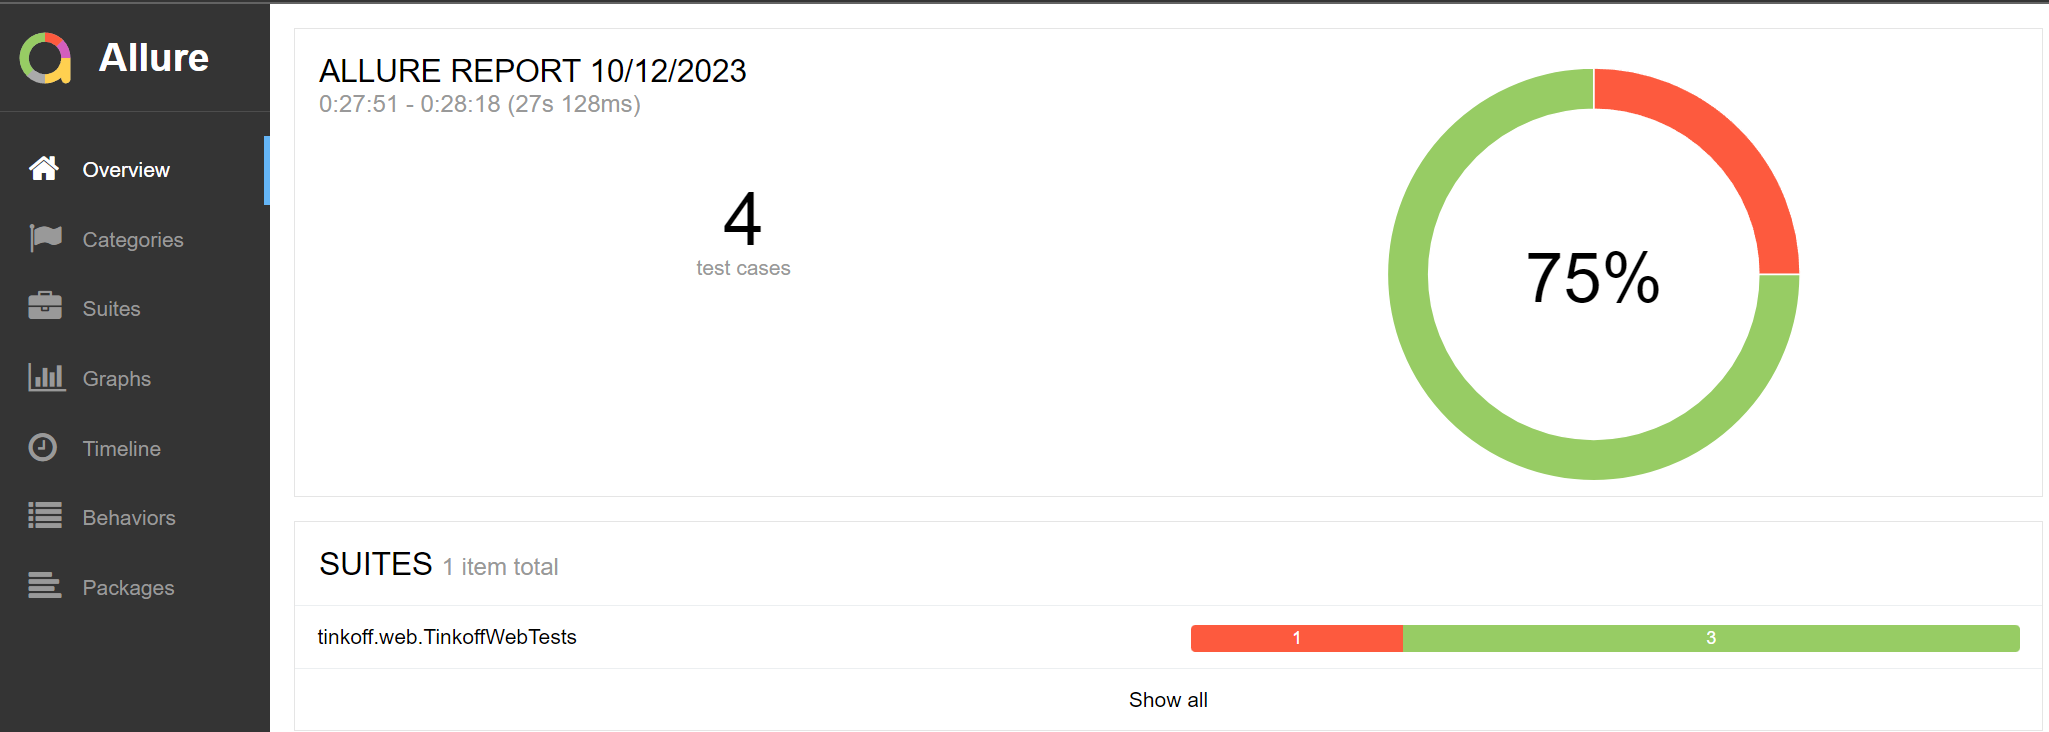 Allure
Overview
Categories
Suites
Graphs
Timeline
Behaviors
Packages
ALLURE REPORT 10/12/2023
0:27:51 - 0:28:18 (27s 128ms)
4
test cases
75%
SUITES 1 item total
tinkoff.web.TinkoffWebTests 1 3
Show all